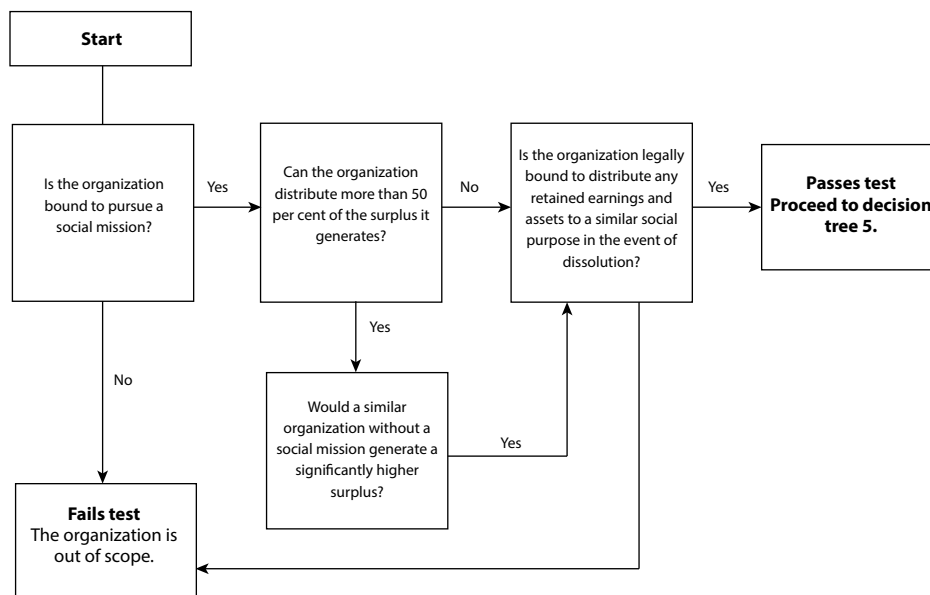 Start
Is the organization
bound to pursue a
social mission?
Yes
Can the organization
distribute more than 50
per cent of the surplus it
generates?
No
Is the organization legally
bound to distribute any
retained earnings and
assets to a similar social
purpose in the event of
dissolution?
Yes
Passes test
Proceed to decision
tree 5.
Yes
No
Would a similar
organization without a
social mission generate a
significantly higher
surplus?
Yes
Fails test
The organization is
out of scope.